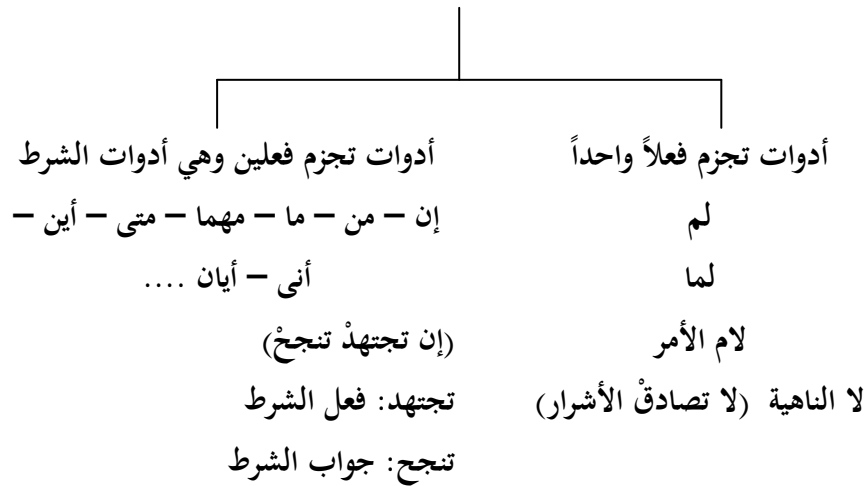 أدوات تجزم فعلاً واحداً
لم
لما
لام الأمر
لا الناهية (لا تصادقْ الأشرار)
أدوات تجزم فعلين وهي أدوات الشرط
إن – من – ما – مهما – متى – أين –
أنى – أيان ....
(إن تجتهدْ تنجحْ)
تجتهد: فعل الشرط
تنجح: جواب الشرط